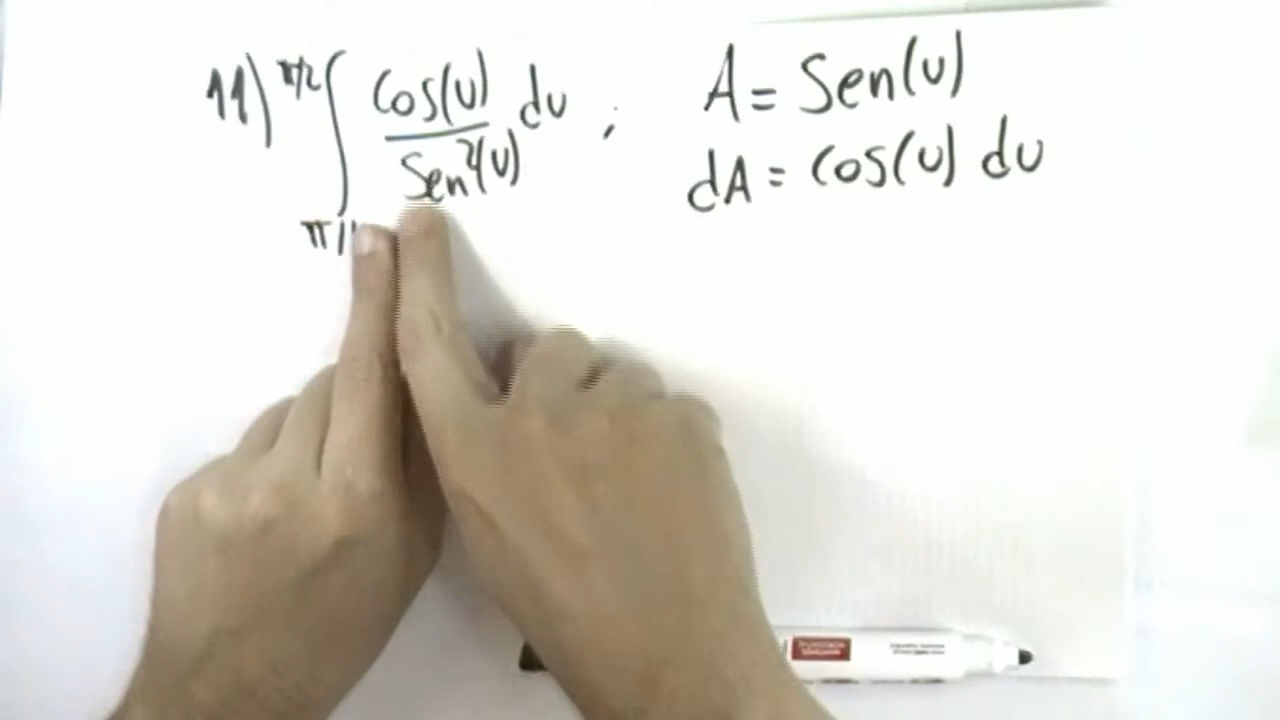 11) π/2 ∫ cos(u) / Sen²(u) du ; A = Sen(u)
π/
dA = cos(u) du